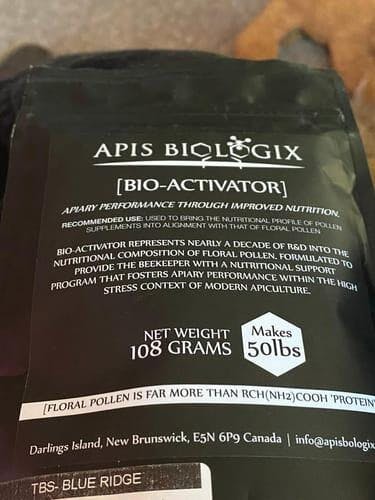 APIS BIOLOGIX
[BIO-ACTIVATOR]
APIARY PERFORMANCE THROUGH IMPROVED NUTRITION.
RECOMMENDED USE: USED TO BRING THE NUTRITIONAL PROFILE OF POLLEN
SUPPLEMENTS INTO ALIGNMENT WITH THAT OF FLORAL POLLEN
BIO-ACTIVATOR REPRESENTS NEARLY A DECADE OF R&D INTO THE
NUTRITIONAL COMPOSITION OF FLORAL POLLEN. FORMULATED TO
PROVIDE THE BEEKEEPER WITH A NUTRITIONAL SUPPORT
PROGRAM THAT FOSTERS APIARY PERFORMANCE WITHIN THE HIGH
STRESS CONTEXT OF MODERN APICULTURE.
NET WEIGHT
108 GRAMS
Makes
50lbs
[FLORAL POLLEN IS FAR MORE THAN RCH(NH2)COOH 'PROTEIN'
Darlings Island, New Brunswick, E5N 6P9 Canada | info@apisbologix
TBS- BLUE RIDGE